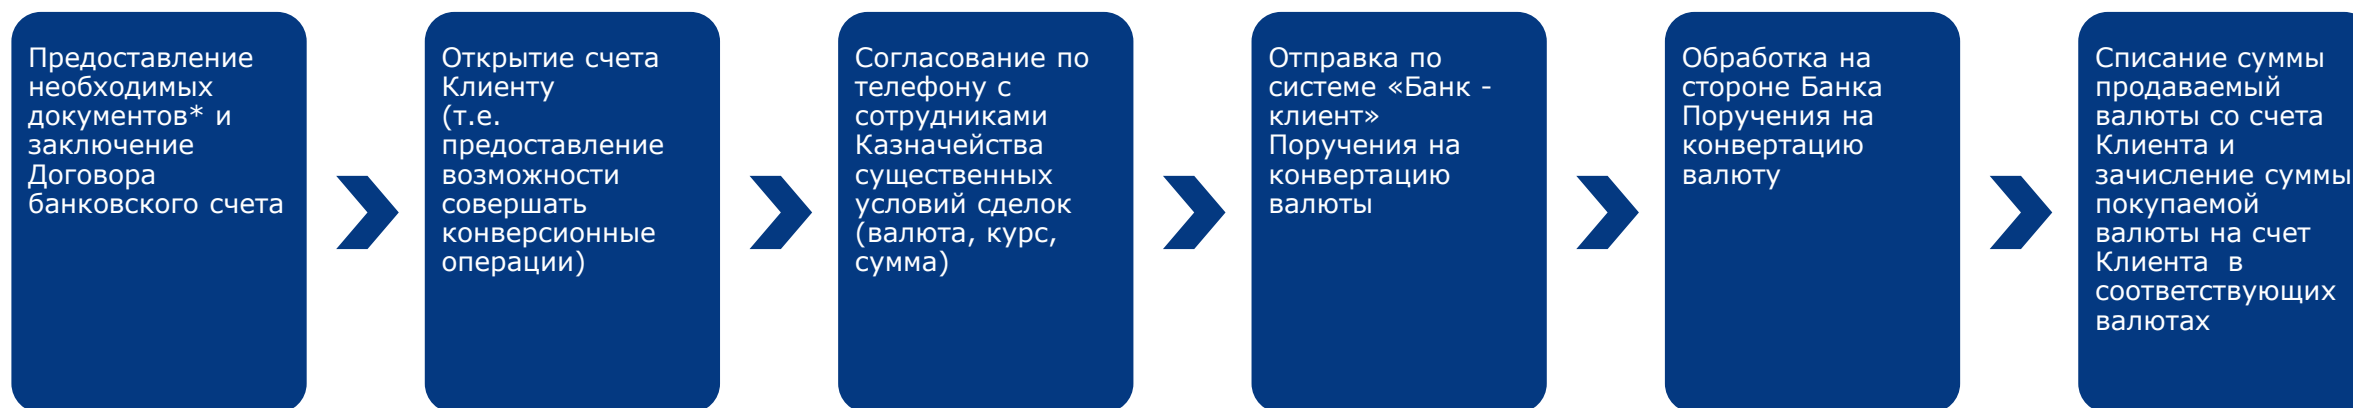 Предоставление
необходимых
документов* и
заключение
Договора
банковского счета
Открытие счета
Клиенту
(т.е.
предоставление
возможности
совершать
конверсионные
операции)
Согласование по
телефону с
сотрудниками
Казначейства
существенных
условий сделок
(валюта, курс,
сумма)
Отправка по
системе «Банк -
клиент»
Поручения на
конвертацию
валюты
Обработка на
стороне Банка
Поручения на
конвертацию
валюту
Списание суммы
продаваемый
валюты со счета
Клиента и
зачисление суммы
покупаемой
валюты на счет
Клиента  в
соответствующих
валютах